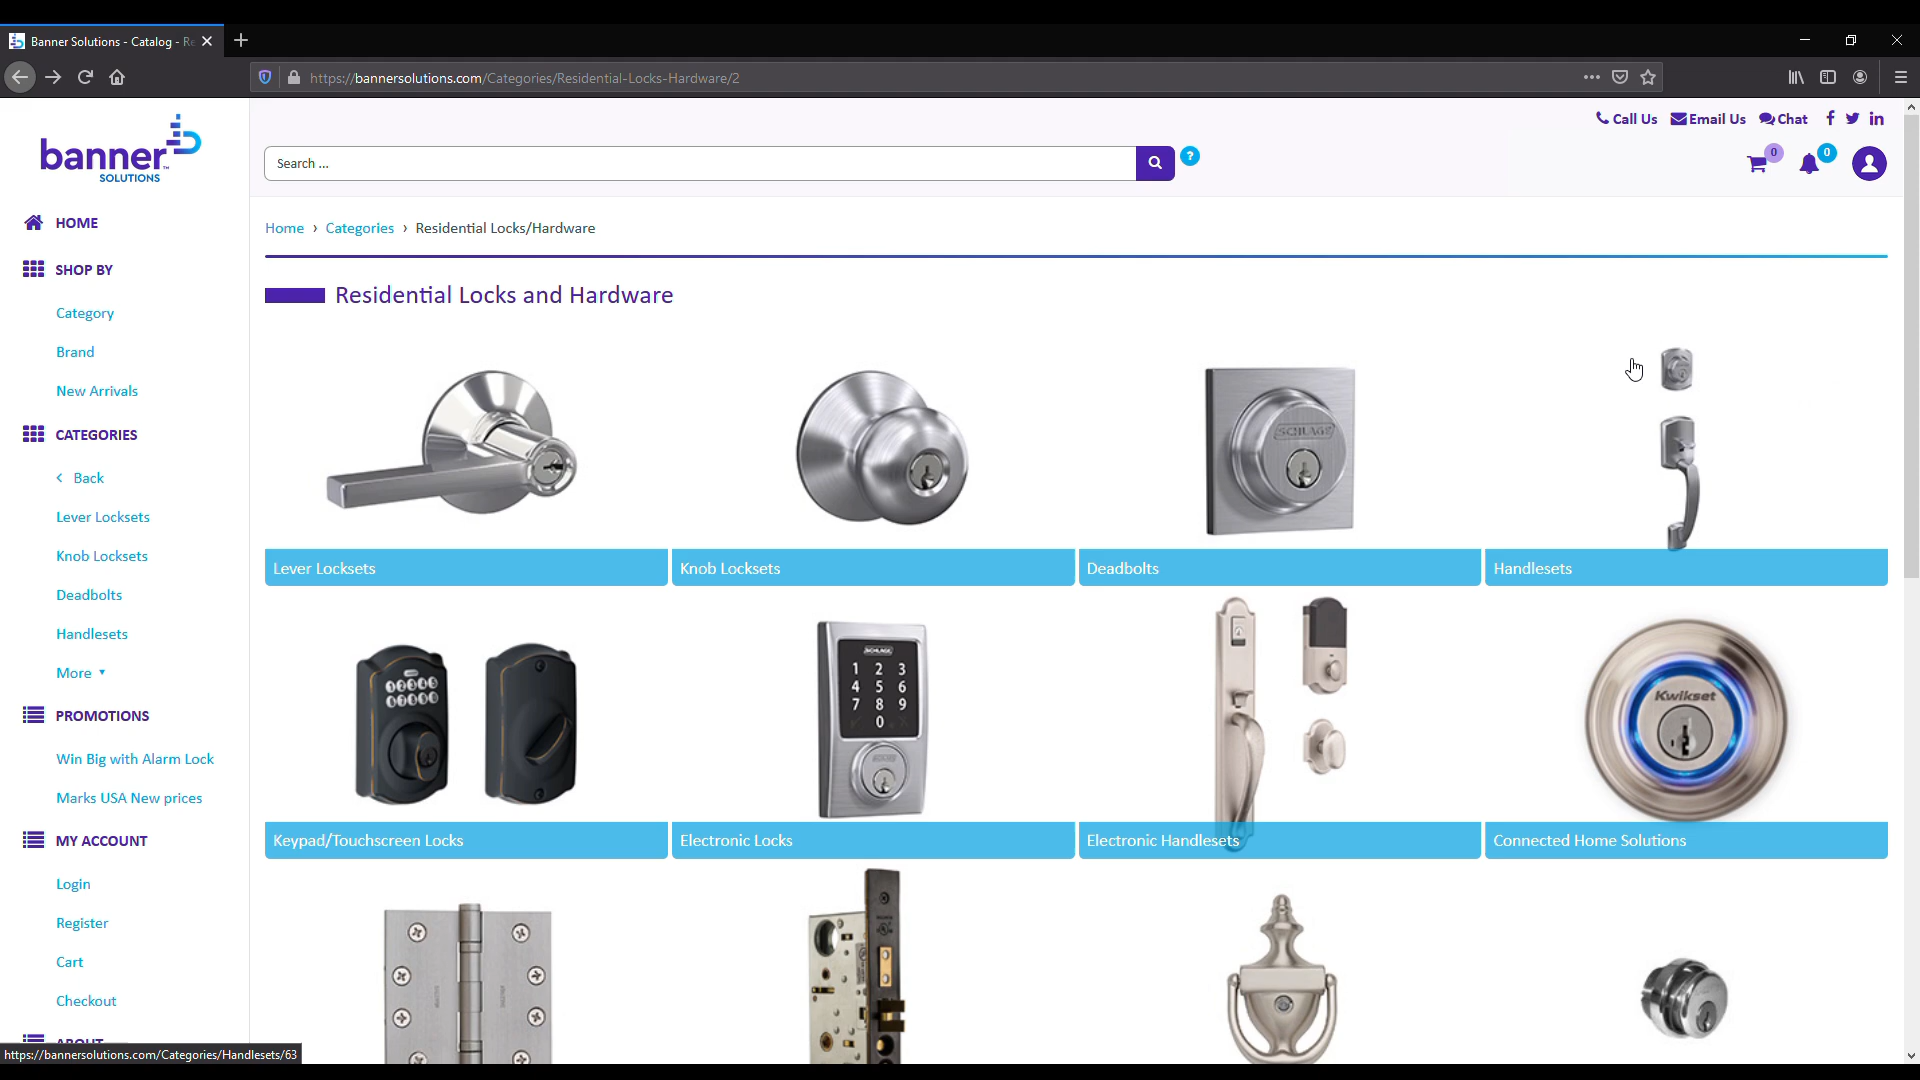 Banner Solutions - Catalog - Re
https://bannersolutions.com/Categories/Residential-Locks-Hardware/2
banner
SOLUTIONS
Call Us
Email Us
Chat
Search ...
?
0
0
HOME
SHOP BY
Category
Brand
New Arrivals
CATEGORIES
< Back
Lever Locksets
Knob Locksets
Deadbolts
Handlesets
More
PROMOTIONS
Win Big with Alarm Lock
Marks USA New prices
MY ACCOUNT
Login
Register
Cart
Checkout
ABOUT
Home › Categories › Residential Locks/Hardware
Residential Locks and Hardware
SCHLAGE
Lever Locksets
Knob Locksets
Deadbolts
Handlesets
SCHLAGE
1 2 3
4 5 6
7 8 9
0
Kwikset
Keypad/Touchscreen Locks
Electronic Locks
Electronic Handlesets
Connected Home Solutions
https://bannersolutions.com/Categories/Handlesets/63